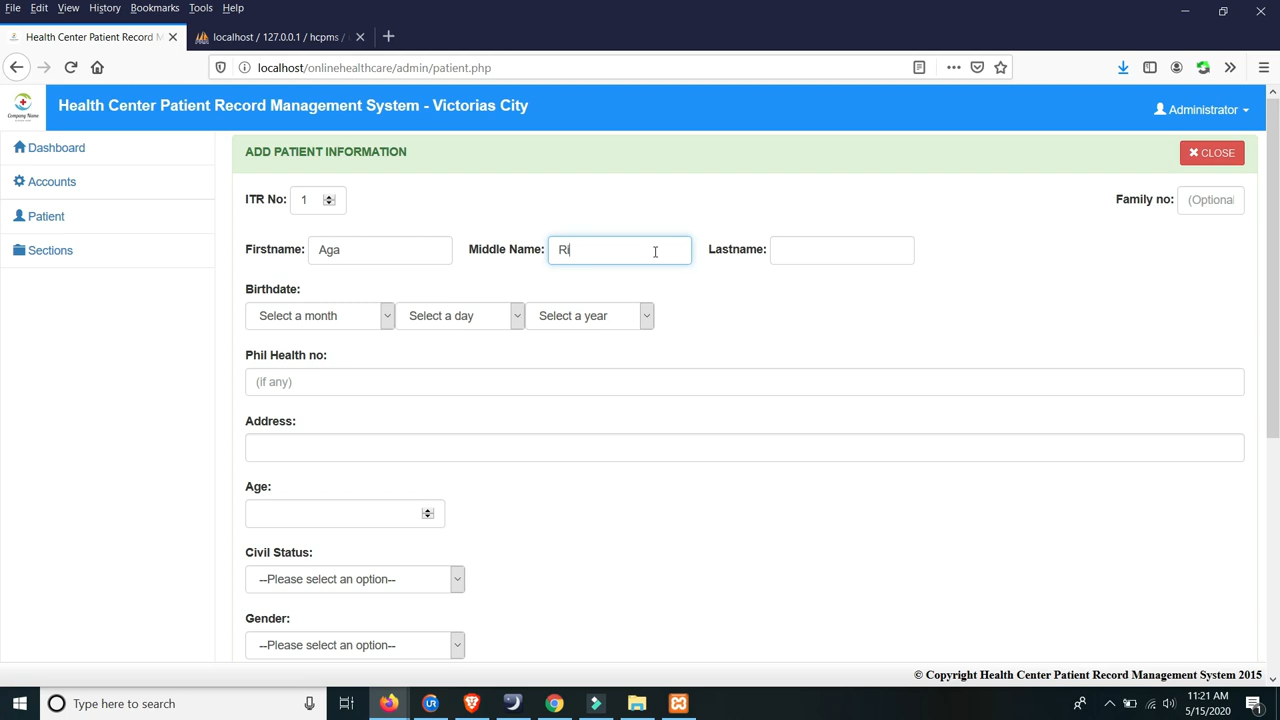 File Edit View History Bookmarks Tools Help
Health Center Patient Record M
localhost / 127.0.0.1 / hcpms /
localhost/onlinehealthcare/admin/patient.php
Company Name
Health Center Patient Record Management System - Victorias City
Administrator
Dashboard
Accounts
Patient
Sections
ADD PATIENT INFORMATION
CLOSE
ITR No: 1 Family no: (Optional
Firstname: Aga Middle Name: Ri Lastname:
Birthdate:
Select a month Select a day Select a year
Phil Health no:
(if any)
Address:
Age:
Civil Status:
--Please select an option--
Gender:
--Please select an option--
© Copyright Health Center Patient Record Management System 2015
Type here to search
11:21 AM
5/15/2020
1